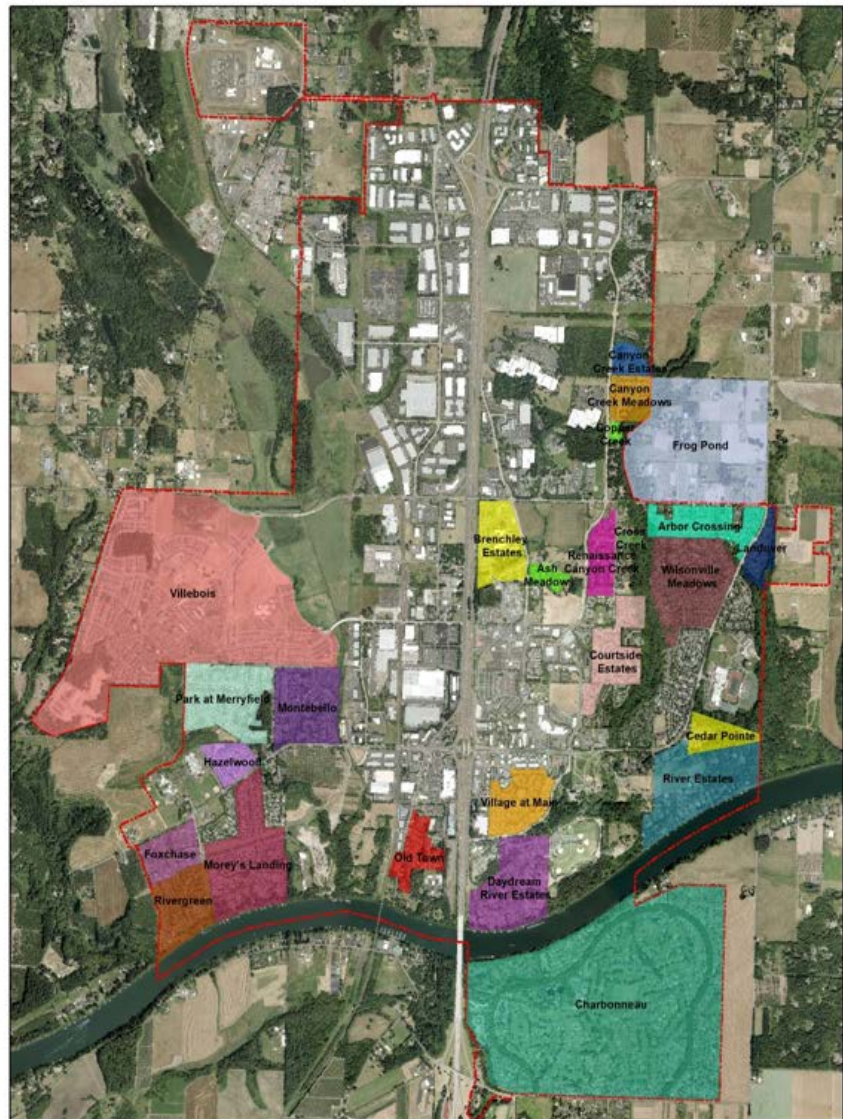 Canyon
Creek Estates
Canyon
Creek Meadows
Copper
Creek
Frog Pond
Brenchley
Estates
Ash
Meadows
Renaissance
Canyon Creek
Cross
Creek
Arbor Crossing
Landover
Wilsonville
Meadows
Villebois
Courtside
Estates
Park at Merryfield
Montebello
Cedar Pointe
Hazelwood
River Estates
Village at Main
Foxchase
Morey's Landing
Old Town
Rivergreen
Daydream
River Estates
Charbonneau